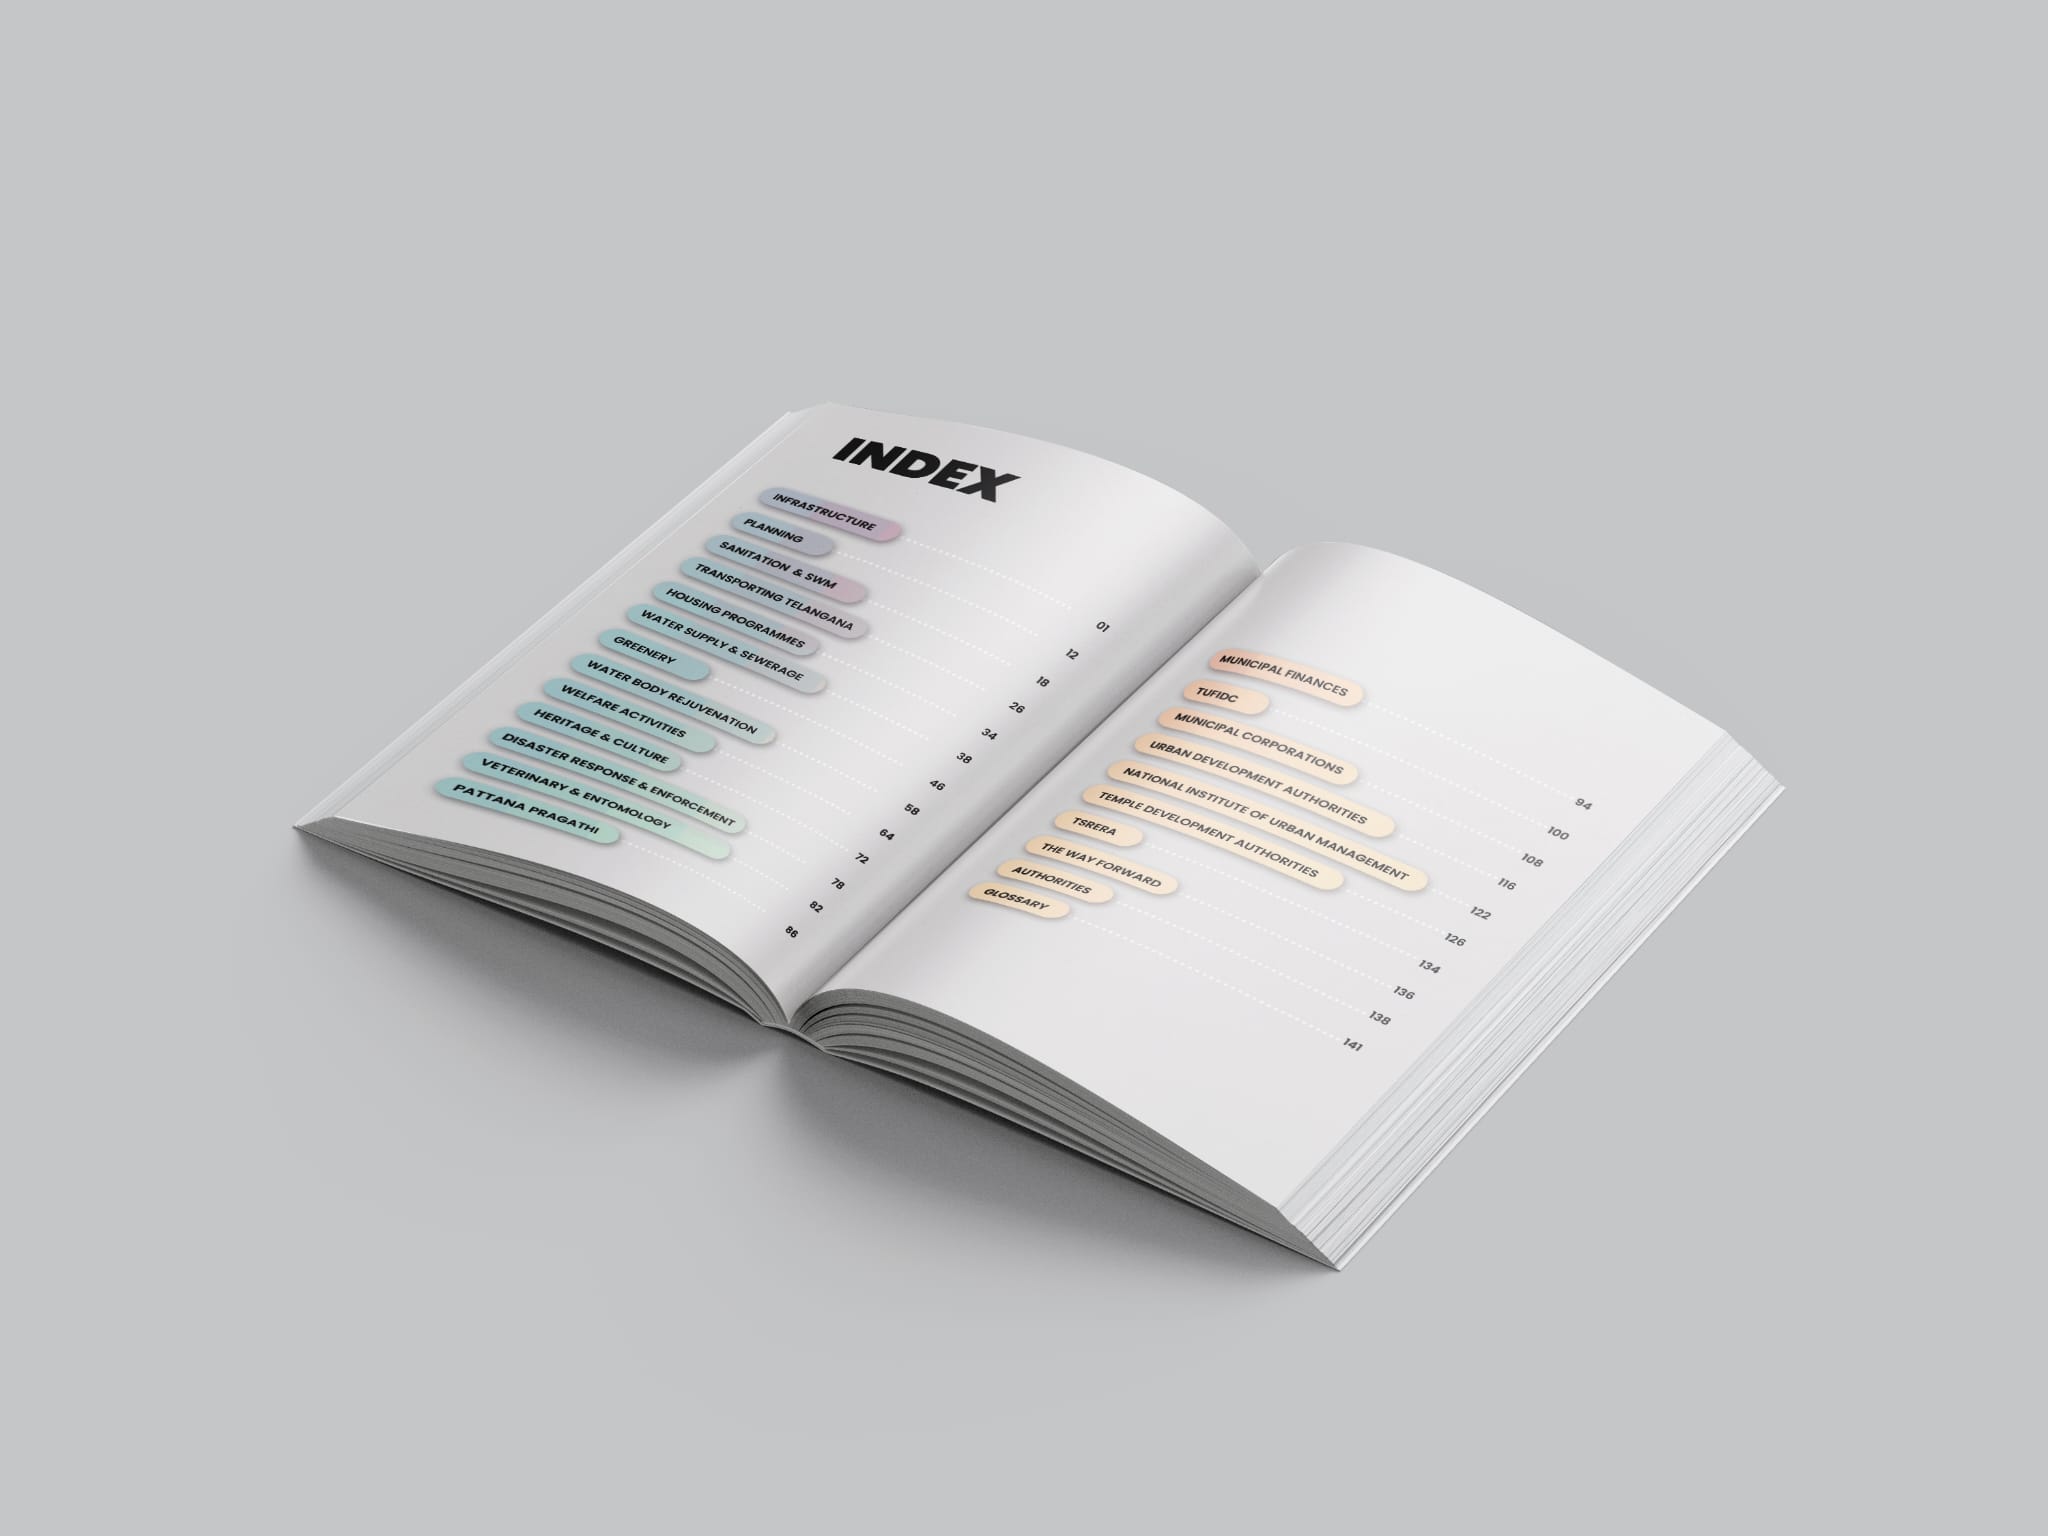 INDEX
INFRASTRUCTURE 01
PLANNING 12
SANITATION & SWM 18
TRANSPORTING TELANGANA 26
HOUSING PROGRAMMES 34
WATER SUPPLY & SEWERAGE 38
GREENERY 46
WATER BODY REJUVENATION 58
WELFARE ACTIVITIES 64
HERITAGE & CULTURE 72
DISASTER RESPONSE & ENFORCEMENT 78
VETERINARY & ENTOMOLOGY 82
PATTANA PRAGATHI 86
MUNICIPAL FINANCES 94
TUFIDC 100
MUNICIPAL CORPORATIONS 108
URBAN DEVELOPMENT AUTHORITIES 116
NATIONAL INSTITUTE OF URBAN MANAGEMENT 122
TEMPLE DEVELOPMENT AUTHORITIES 126
TSRERA 134
THE WAY FORWARD 136
AUTHORITIES 138
GLOSSARY 141